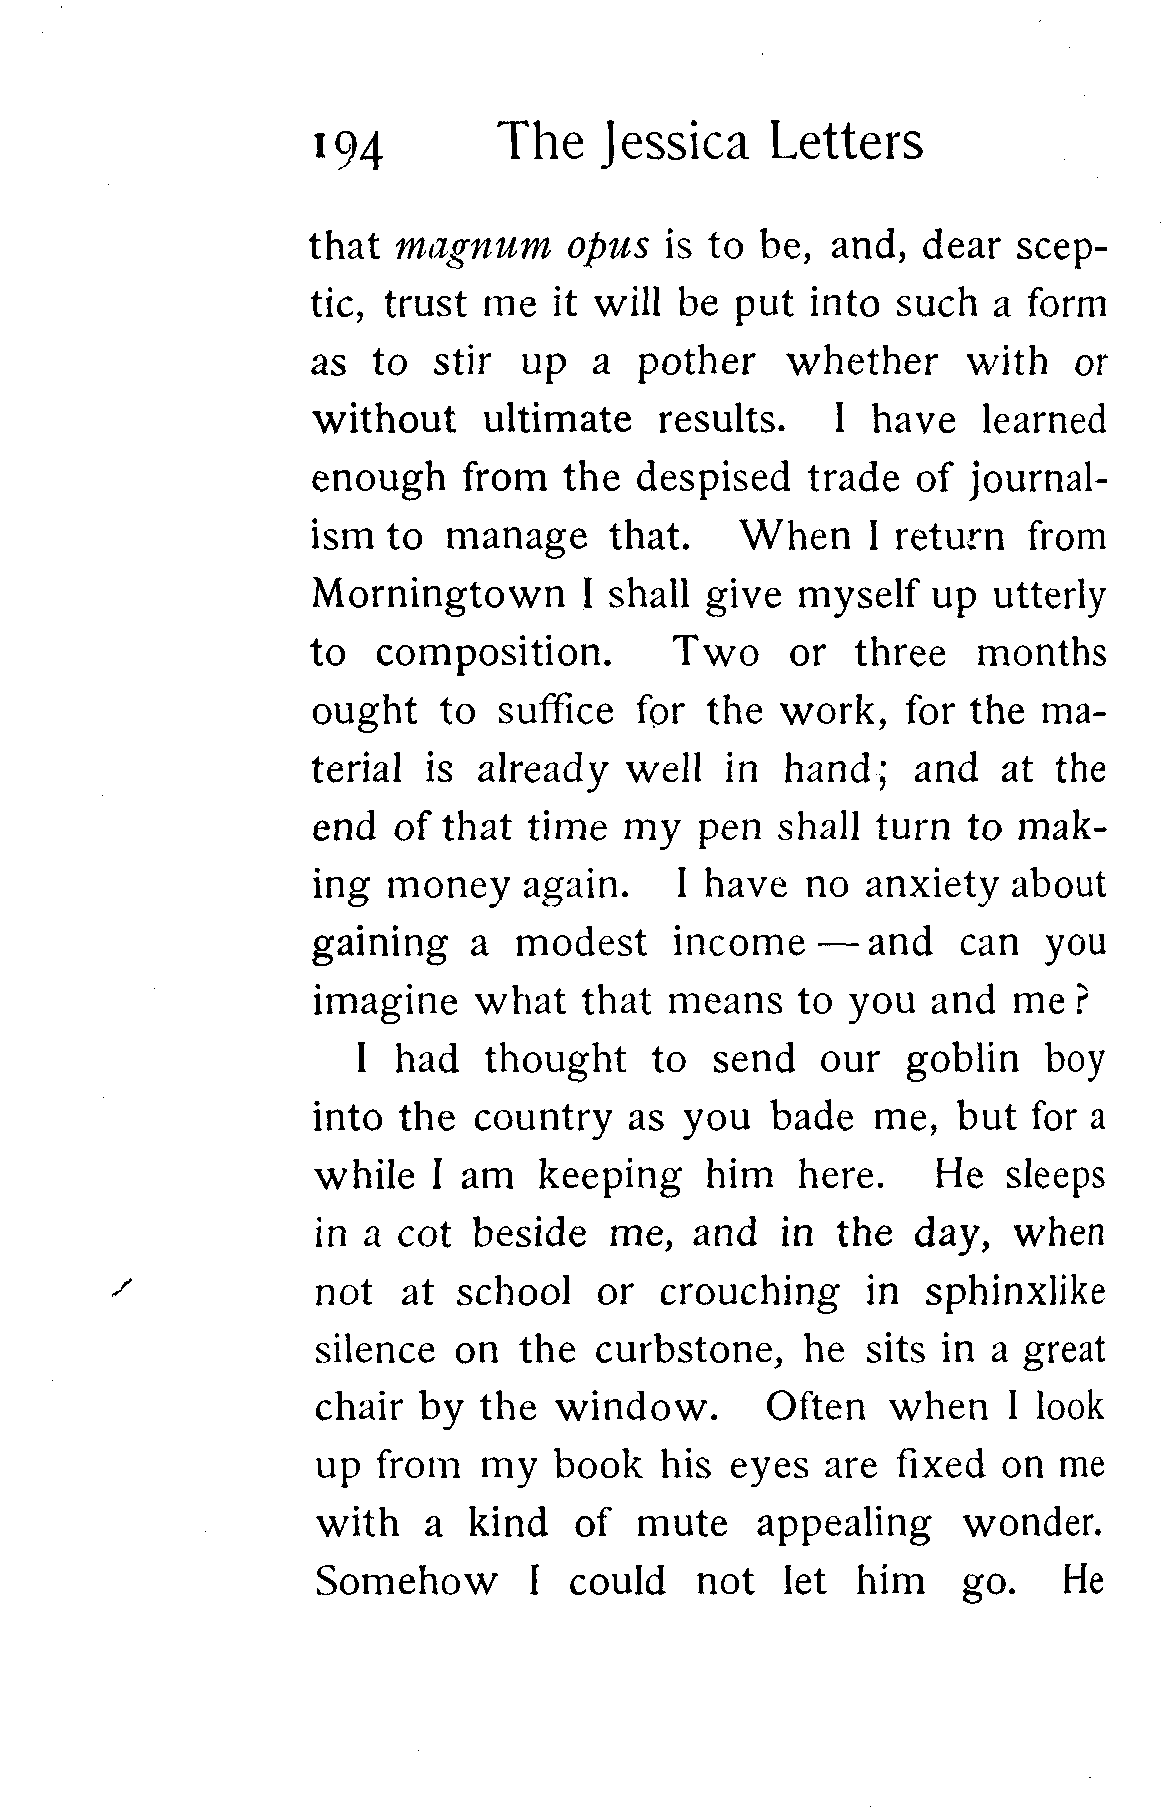 194 The Jessica Letters
that magnum opus is to be, and, dear scep-
tic, trust me it will be put into such a form
as to stir up a pother whether with or
without ultimate results. I have learned
enough from the despised trade of journal-
ism to manage that. When I return from
Morningtown I shall give myself up utterly
to composition. Two or three months
ought to suffice for the work, for the ma-
terial is already well in hand; and at the
end of that time my pen shall turn to mak-
ing money again. I have no anxiety about
gaining a modest income — and can you
imagine what that means to you and me?
I had thought to send our goblin boy
into the country as you bade me, but for a
while I am keeping him here. He sleeps
in a cot beside me, and in the day, when
not at school or crouching in sphinxlike
silence on the curbstone, he sits in a great
chair by the window. Often when I look
up from my book his eyes are fixed on me
with a kind of mute appealing wonder.
Somehow I could not let him go. He